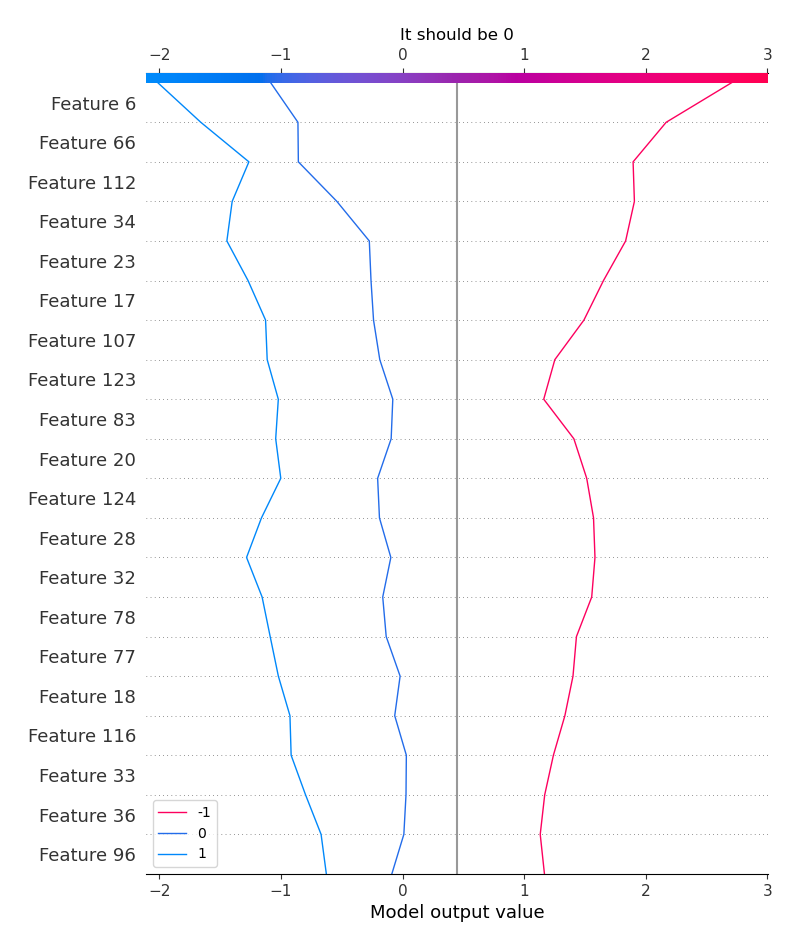 It should be 0
−2 −1 0 1 2 3
Feature 6
Feature 66
Feature 112
Feature 34
Feature 23
Feature 17
Feature 107
Feature 123
Feature 83
Feature 20
Feature 124
Feature 28
Feature 32
Feature 78
Feature 77
Feature 18
Feature 116
Feature 33
Feature 36
Feature 96
-1
0
1
−2 −1 0 1 2 3
Model output value